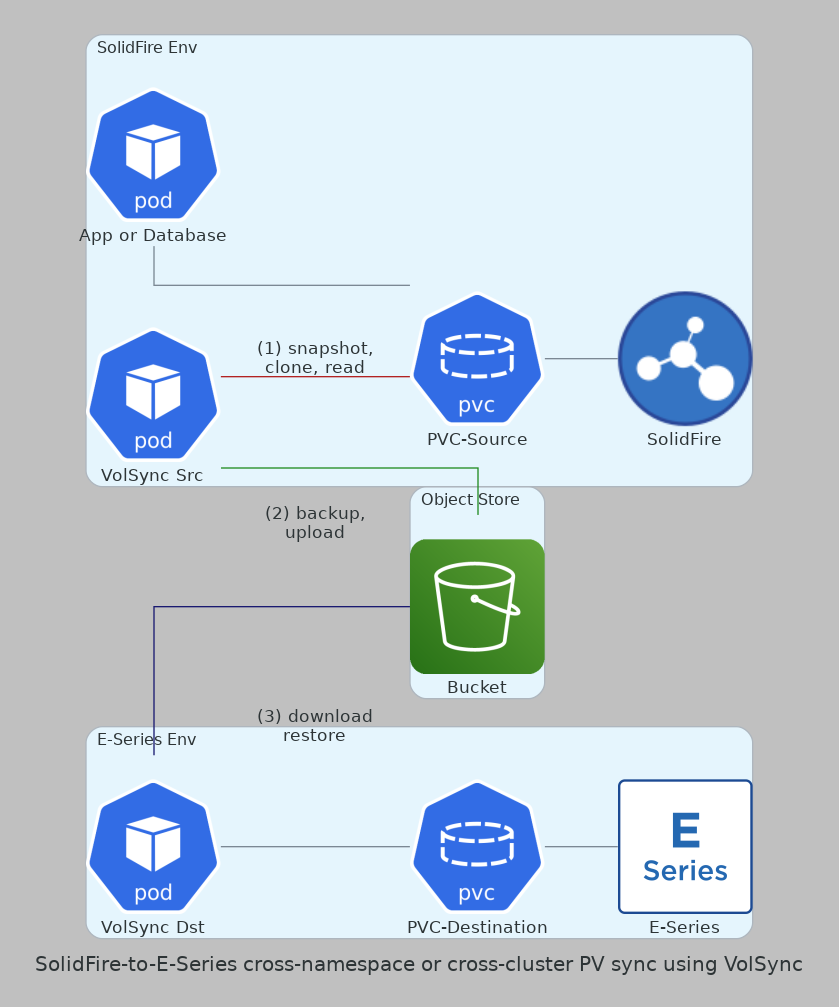 SolidFire Env
pod
App or Database
(1) snapshot,
clone, read
pvc
PVC-Source
SolidFire
pod
VolSync Src
Object Store
(2) backup,
upload
Bucket
(3) download
restore
E-Series Env
pod
VolSync Dst
pvc
PVC-Destination
E
Series
E-Series
SolidFire-to-E-Series cross-namespace or cross-cluster PV sync using VolSync